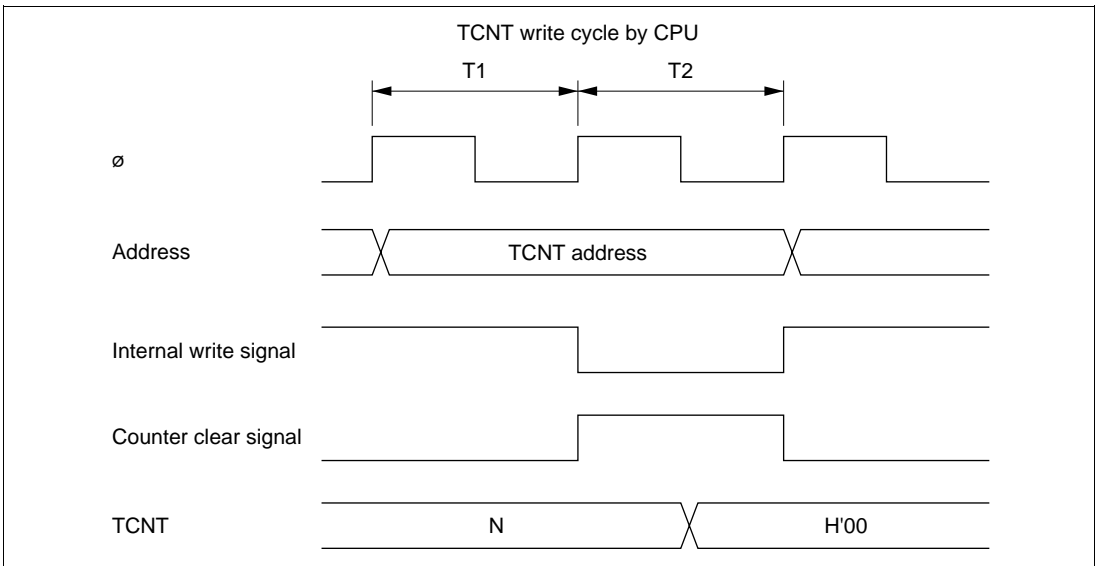 TCNT write cycle by CPU
T1 T2
ø
Address TCNT address
Internal write signal
Counter clear signal
TCNT N H'00